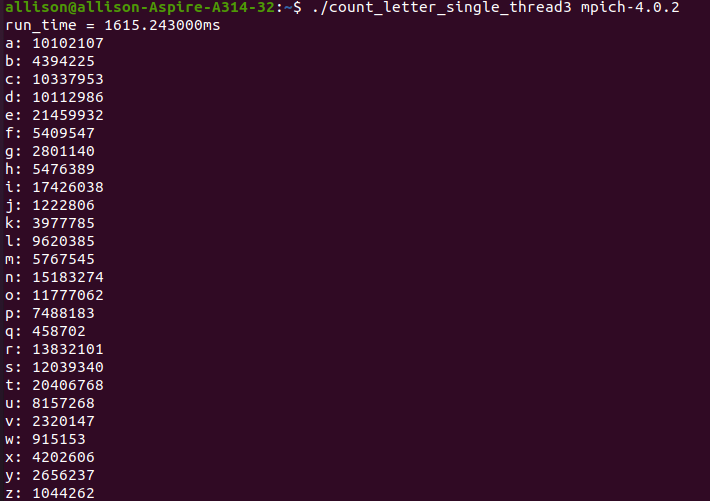 allison@allison-Aspire-A314-32:~$ ./count_letter_single_thread3 mpich-4.0.2
run_time = 1615.243000ms
a: 10102107
b: 4394225
c: 10337953
d: 10112986
e: 21459932
f: 5409547
g: 2801140
h: 5476389
i: 17426038
j: 1222806
k: 3977785
l: 9620385
m: 5767545
n: 15183274
o: 11777062
p: 7488183
q: 458702
r: 13832101
s: 12039340
t: 20406768
u: 8157268
v: 2320147
w: 915153
x: 4202606
y: 2656237
z: 1044262